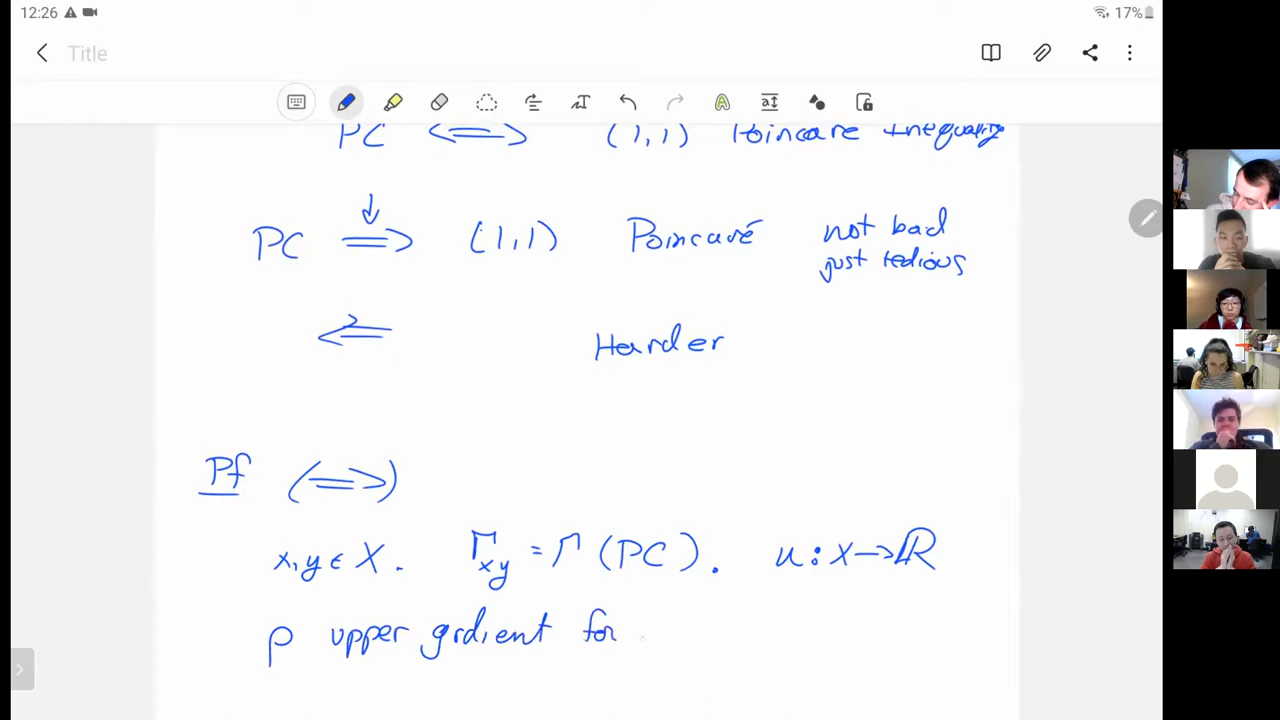 12:26
17%
Title
PC ⟺ (1,1) Poincare Inequality
↓
PC ⟹ (1,1) Poincaré not bad
just tedious
⟸ Harder
Pf (⟹)
x,y ∈ X. Γxy = Γ (PC). u: X → ℝ
ρ upper grdient for